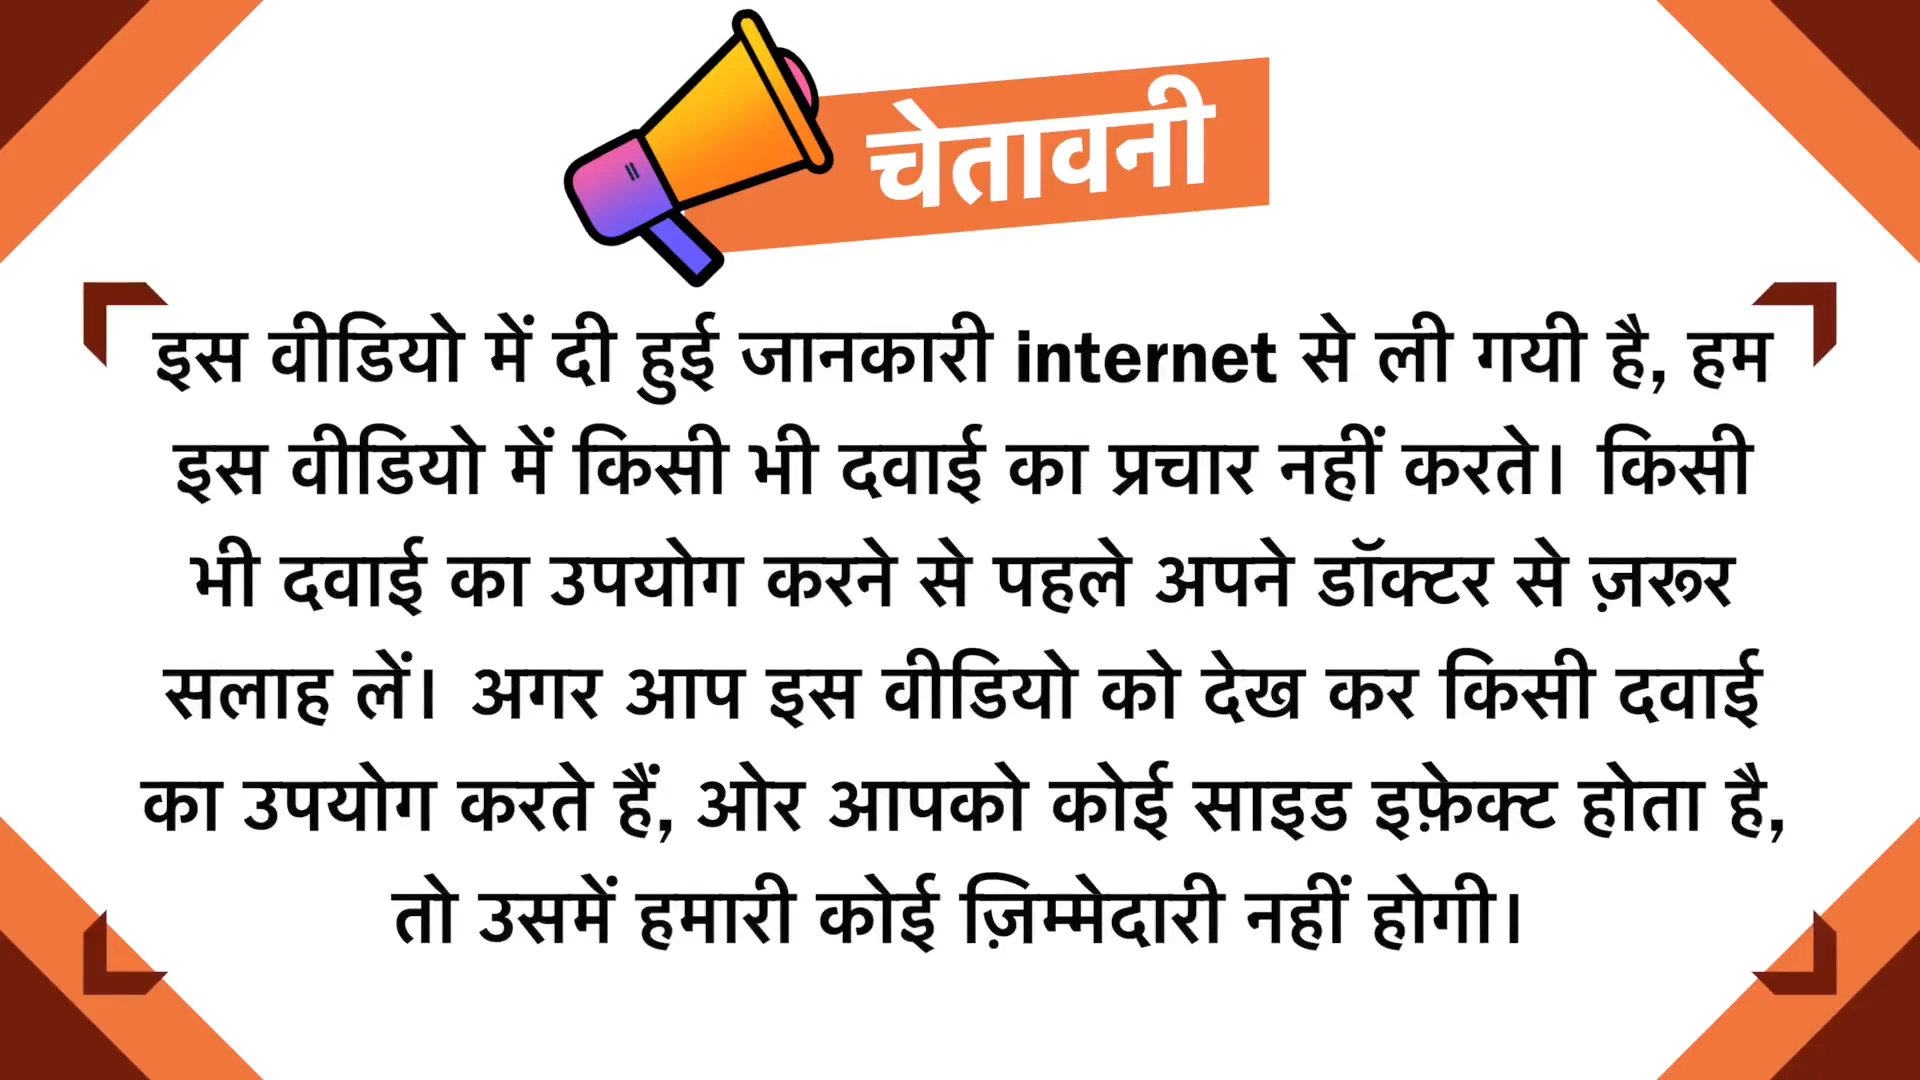 चेतावनी
इस वीडियो में दी हुई जानकारी internet से ली गयी है, हम
इस वीडियो में किसी भी दवाई का प्रचार नहीं करते। किसी
भी दवाई का उपयोग करने से पहले अपने डॉक्टर से ज़रूर
सलाह लें। अगर आप इस वीडियो को देख कर किसी दवाई
का उपयोग करते हैं, ओर आपको कोई साइड इफ़ेक्ट होता है,
तो उसमें हमारी कोई ज़िम्मेदारी नहीं होगी।